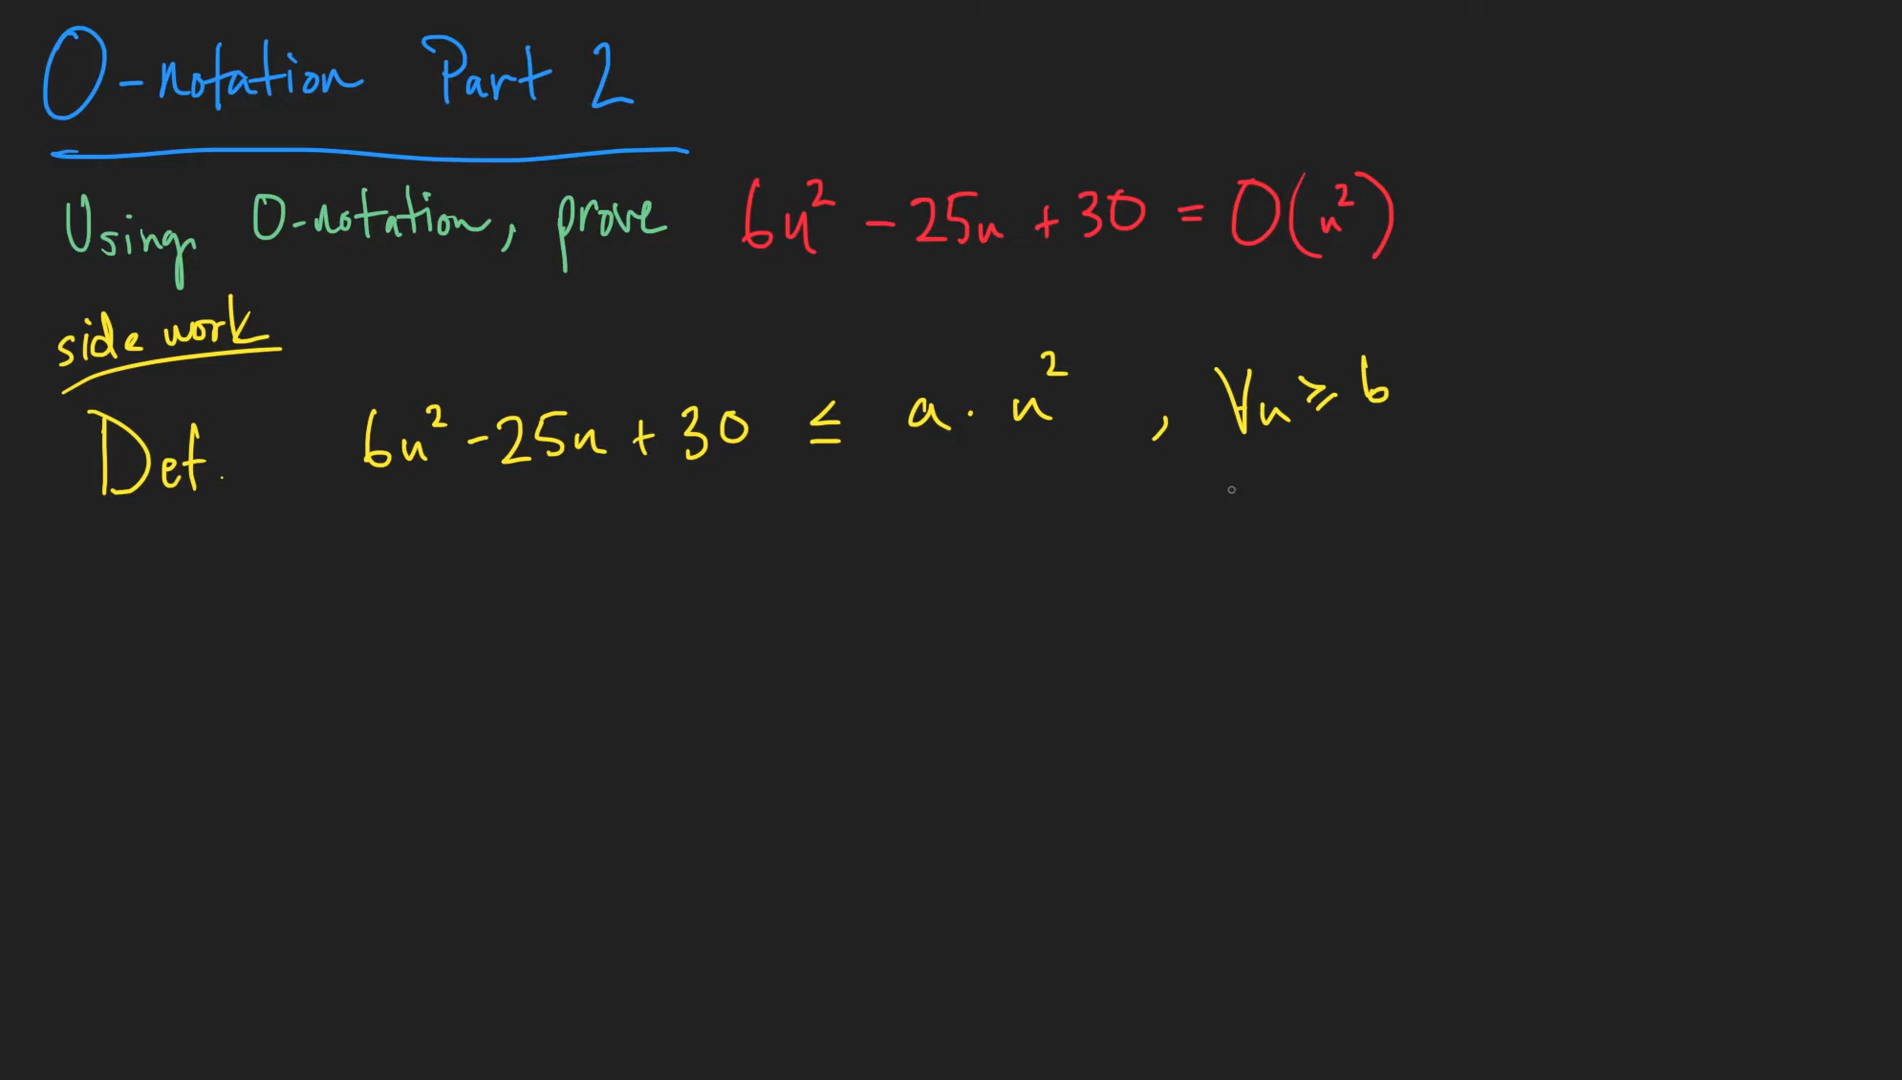 O-notation Part 2
Using O-notation, prove 6n² - 25n + 30 = O(n²)
side work
Def. 6n² - 25n + 30 ≤ a · n² , ∀n ≥ b